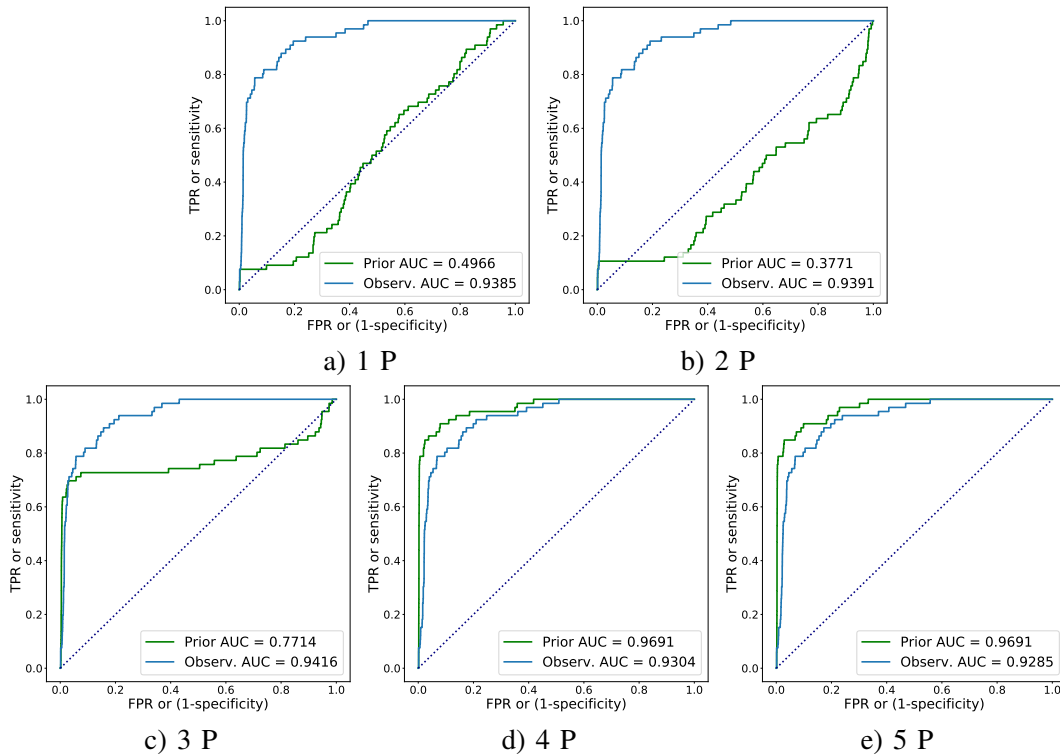 1.0
0.8
0.6
0.4
0.2
0.0
TPR or sensitivity
0.0 0.2 0.4 0.6 0.8 1.0
FPR or (1-specificity)
Prior AUC = 0.4966
Observ. AUC = 0.9385
a) 1 P
1.0
0.8
0.6
0.4
0.2
0.0
TPR or sensitivity
0.0 0.2 0.4 0.6 0.8 1.0
FPR or (1-specificity)
Prior AUC = 0.3771
Observ. AUC = 0.9391
b) 2 P
1.0
0.8
0.6
0.4
0.2
0.0
TPR or sensitivity
0.0 0.2 0.4 0.6 0.8 1.0
FPR or (1-specificity)
Prior AUC = 0.7714
Observ. AUC = 0.9416
c) 3 P
1.0
0.8
0.6
0.4
0.2
0.0
TPR or sensitivity
0.0 0.2 0.4 0.6 0.8 1.0
FPR or (1-specificity)
Prior AUC = 0.9691
Observ. AUC = 0.9304
d) 4 P
1.0
0.8
0.6
0.4
0.2
0.0
TPR or sensitivity
0.0 0.2 0.4 0.6 0.8 1.0
FPR or (1-specificity)
Prior AUC = 0.9691
Observ. AUC = 0.9285
e) 5 P